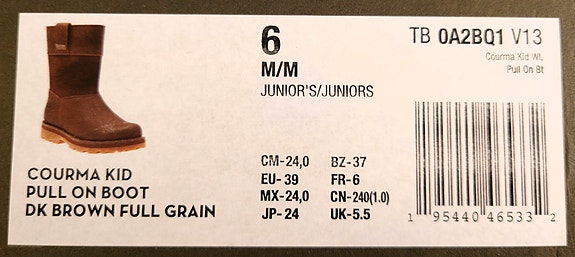 6
M/M
JUNIOR'S/JUNIORS
TB 0A2BQ1 V13
Courma Kid WL
Pull On Bt
COURMA KID
PULL ON BOOT
DK BROWN FULL GRAIN
CM-24,0 BZ-37
EU-39 FR-6
MX-24,0 CN-240(1.0)
JP-24 UK-5.5
1 95440 46533 2